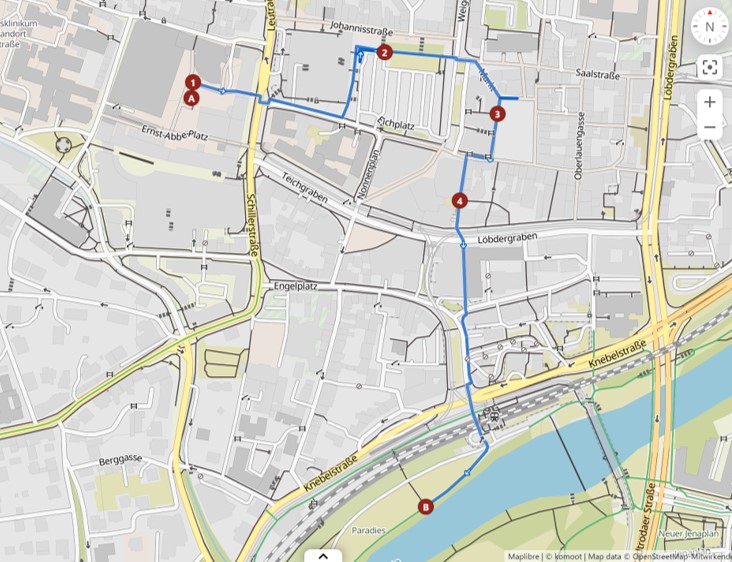 sklinikum
andort
traße
Leutra
Johannisstraße
Weig
N
Löbdergraben
Saalstraße
Markt
2
1
A
3
+
−
Ernst-Abbe-Platz
Eichplatz
Oberlauengasse
Nonnenplan
Teichgraben
4
Schillerstraße
Löbdergraben
Engelplatz
Knebelstraße
Berggasse
Knebelstraße
B
Paradies
ltrodaer Straße
Neuer Jenaplan
Maplibre | © komoot | Map data © OpenStreetMap-Mitwirkende